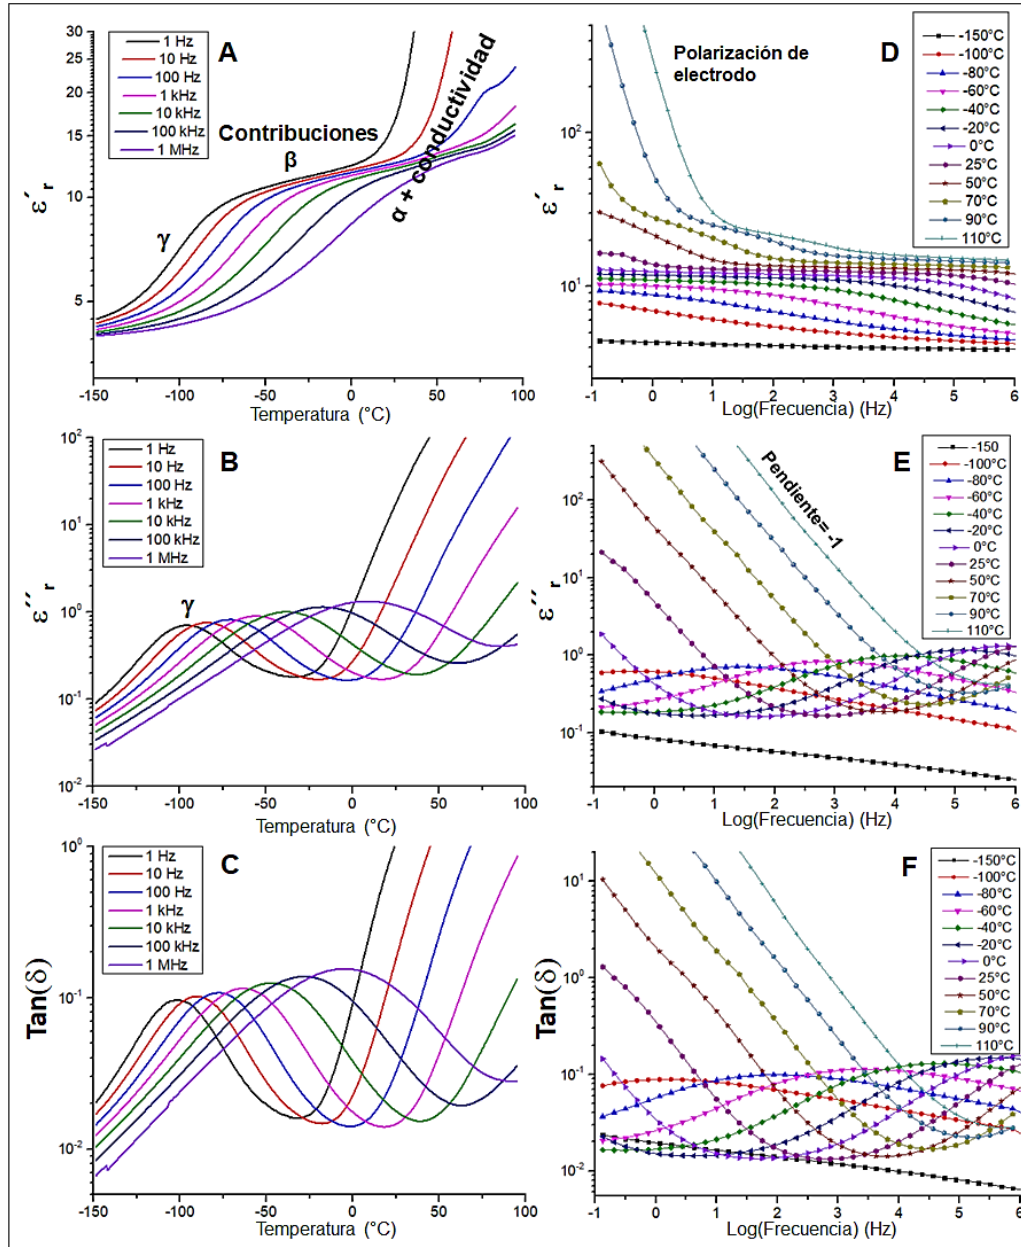 A
1 Hz
10 Hz
100 Hz
1 kHz
10 kHz
100 kHz
1 MHz
Contribuciones
β
γ
α + conductividad
ε´r
30
25
20
15
10
5
-150 -100 -50 0 50 100
Temperatura (°C)
D
Polarización de
electrodo
-150°C
-100°C
-80°C
-60°C
-40°C
-20°C
0°C
25°C
50°C
70°C
90°C
110°C
ε´r
10²
10¹
-1 0 1 2 3 4 5 6
Log(Frecuencia) (Hz)
B
1 Hz
10 Hz
100 Hz
1 kHz
10 kHz
100 kHz
1 MHz
γ
ε´´r
10²
10¹
10⁰
10⁻¹
10⁻²
-150 -100 -50 0 50 100
Temperatura (°C)
E
Pendiente= -1
-150
-100°C
-80°C
-60°C
-40°C
-20°C
0°C
25°C
50°C
70°C
90°C
110°C
ε´´r
10²
10¹
10⁰
10⁻¹
-1 0 1 2 3 4 5 6
Log(Frecuencia) (Hz)
C
1 Hz
10 Hz
100 Hz
1 kHz
10 kHz
100 kHz
1 MHz
Tan(δ)
10⁰
10⁻¹
10⁻²
-150 -100 -50 0 50 100
Temperatura (°C)
F
-150°C
-100°C
-80°C
-60°C
-40°C
-20°C
0°C
25°C
50°C
70°C
90°C
110°C
Tan(δ)
10¹
10⁰
10⁻¹
10⁻²
-1 0 1 2 3 4 5 6
Log(Frecuencia) (Hz)